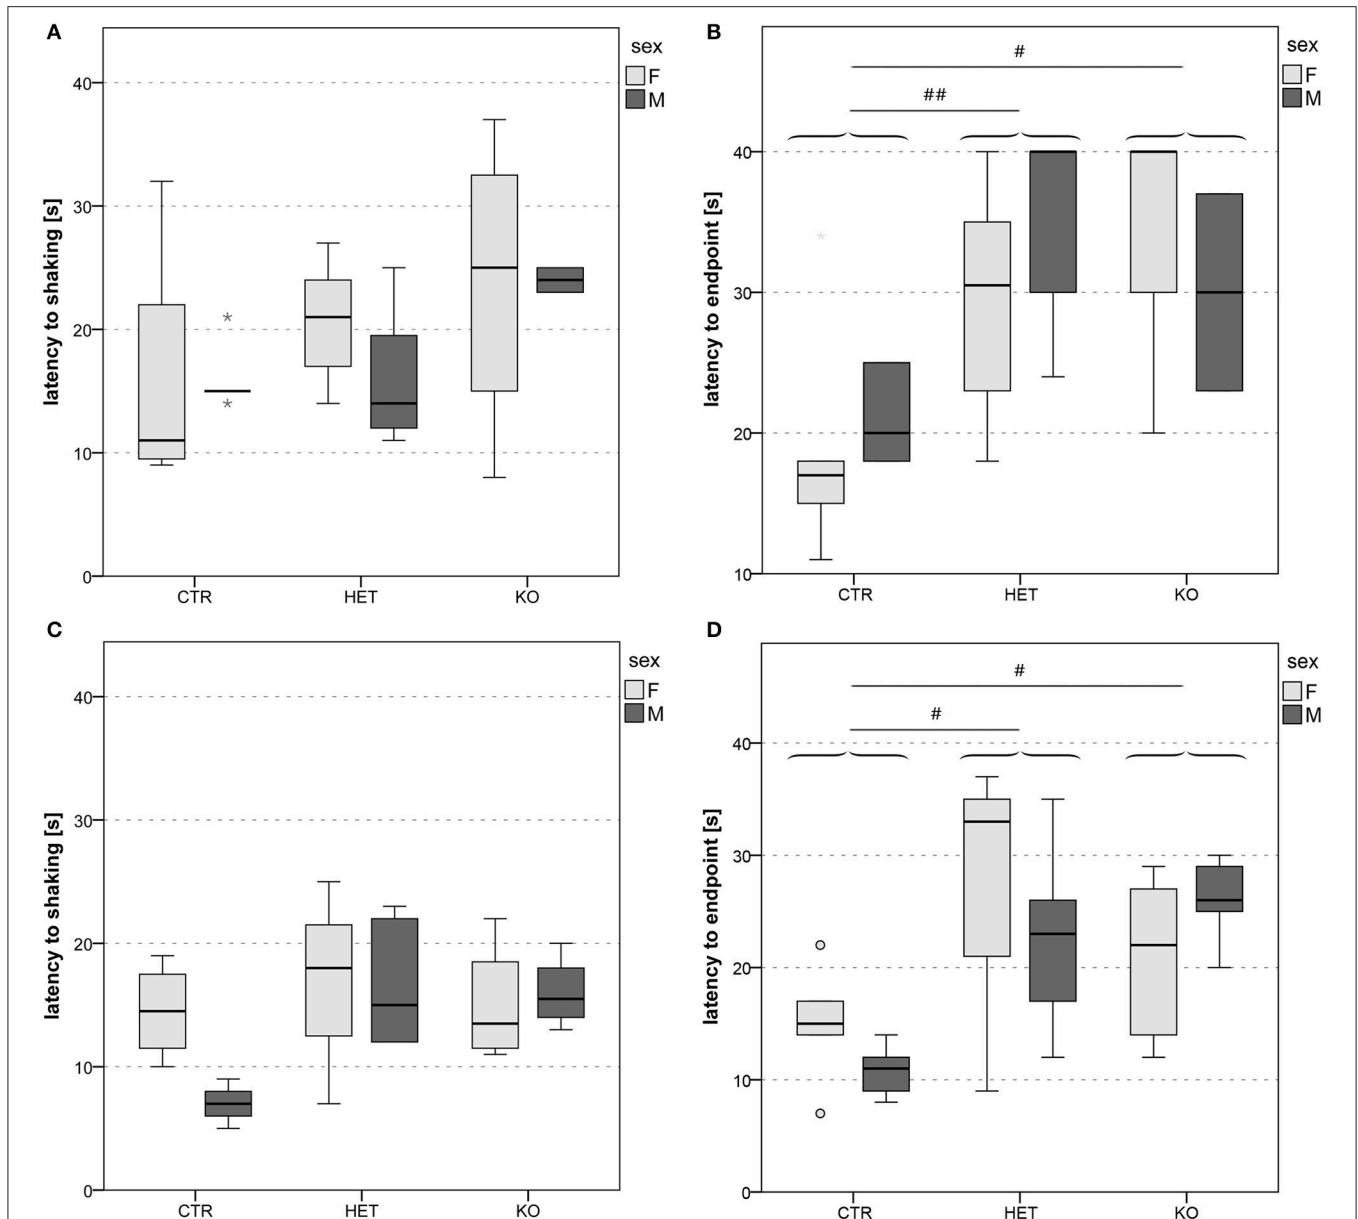 A
sex
F
M
latency to shaking [s]
40
30
20
10
0
CTR HET KO
B
sex
F
M
#
##
latency to endpoint [s]
40
30
20
10
*
CTR HET KO
C
sex
F
M
latency to shaking [s]
40
30
20
10
0
CTR HET KO
D
sex
F
M
#
#
latency to endpoint [s]
40
30
20
10
0
CTR HET KO